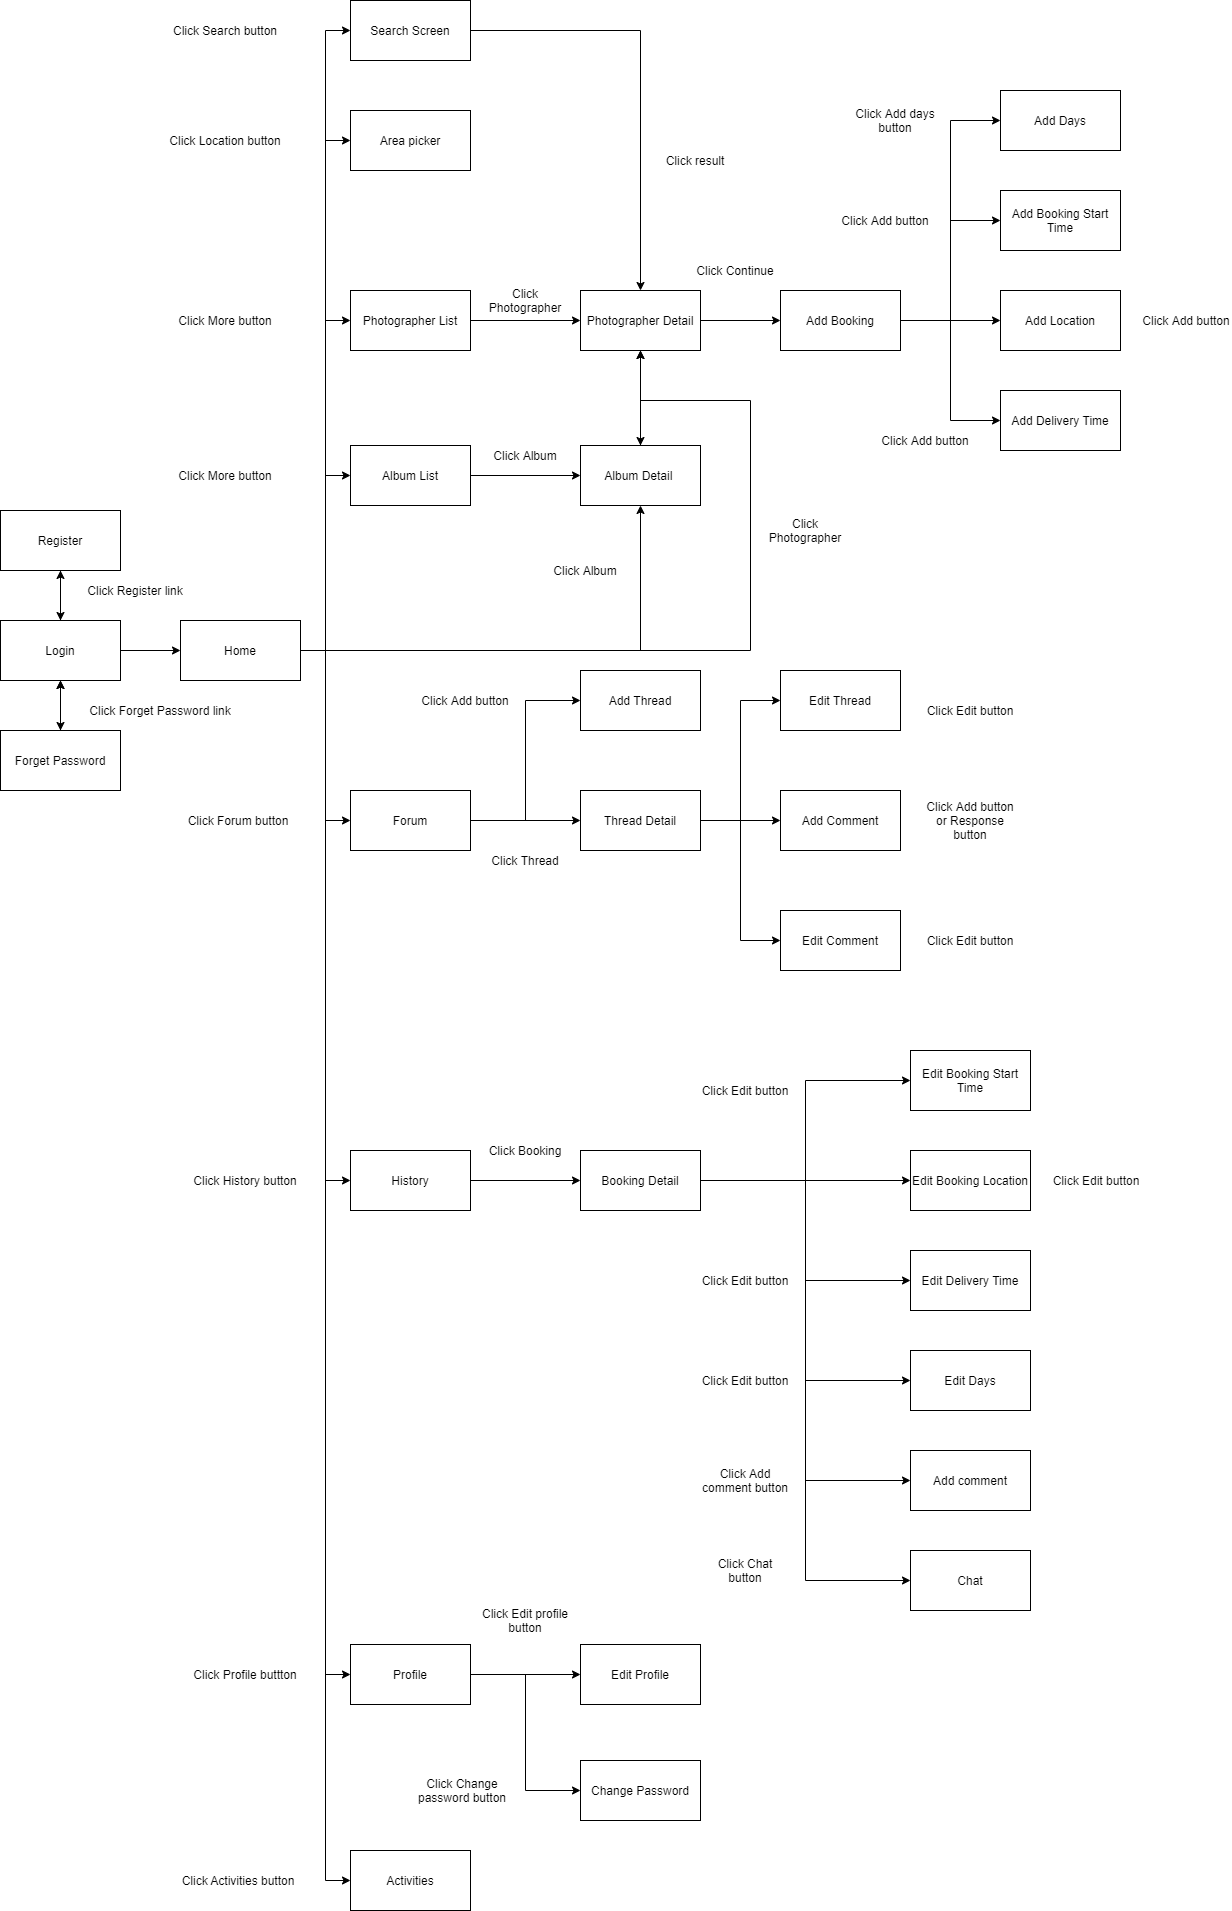 Click Search button
Search Screen
Click Location button
Area picker
Click result
Click Add days
button
Add Days
Click Add button
Add Booking Start
Time
Click Continue
Click More button
Photographer List
Click
Photographer
Photographer Detail
Add Booking
Add Location
Click Add button
Add Delivery Time
Click Add button
Click More button
Album List
Click Album
Album Detail
Click
Photographer
Click Album
Register
Click Register link
Login
Home
Click Forget Password link
Forget Password
Click Add button
Add Thread
Edit Thread
Click Edit button
Click Forum button
Forum
Click Thread
Thread Detail
Add Comment
Click Add button
or Response
button
Edit Comment
Click Edit button
Click Edit button
Edit Booking Start
Time
Click History button
History
Click Booking
Booking Detail
Edit Booking Location
Click Edit button
Click Edit button
Edit Delivery Time
Click Edit button
Edit Days
Click Add
comment button
Add comment
Click Chat
button
Chat
Click Edit profile
button
Click Profile buttton
Profile
Edit Profile
Click Change
password button
Change Password
Click Activities button
Activities